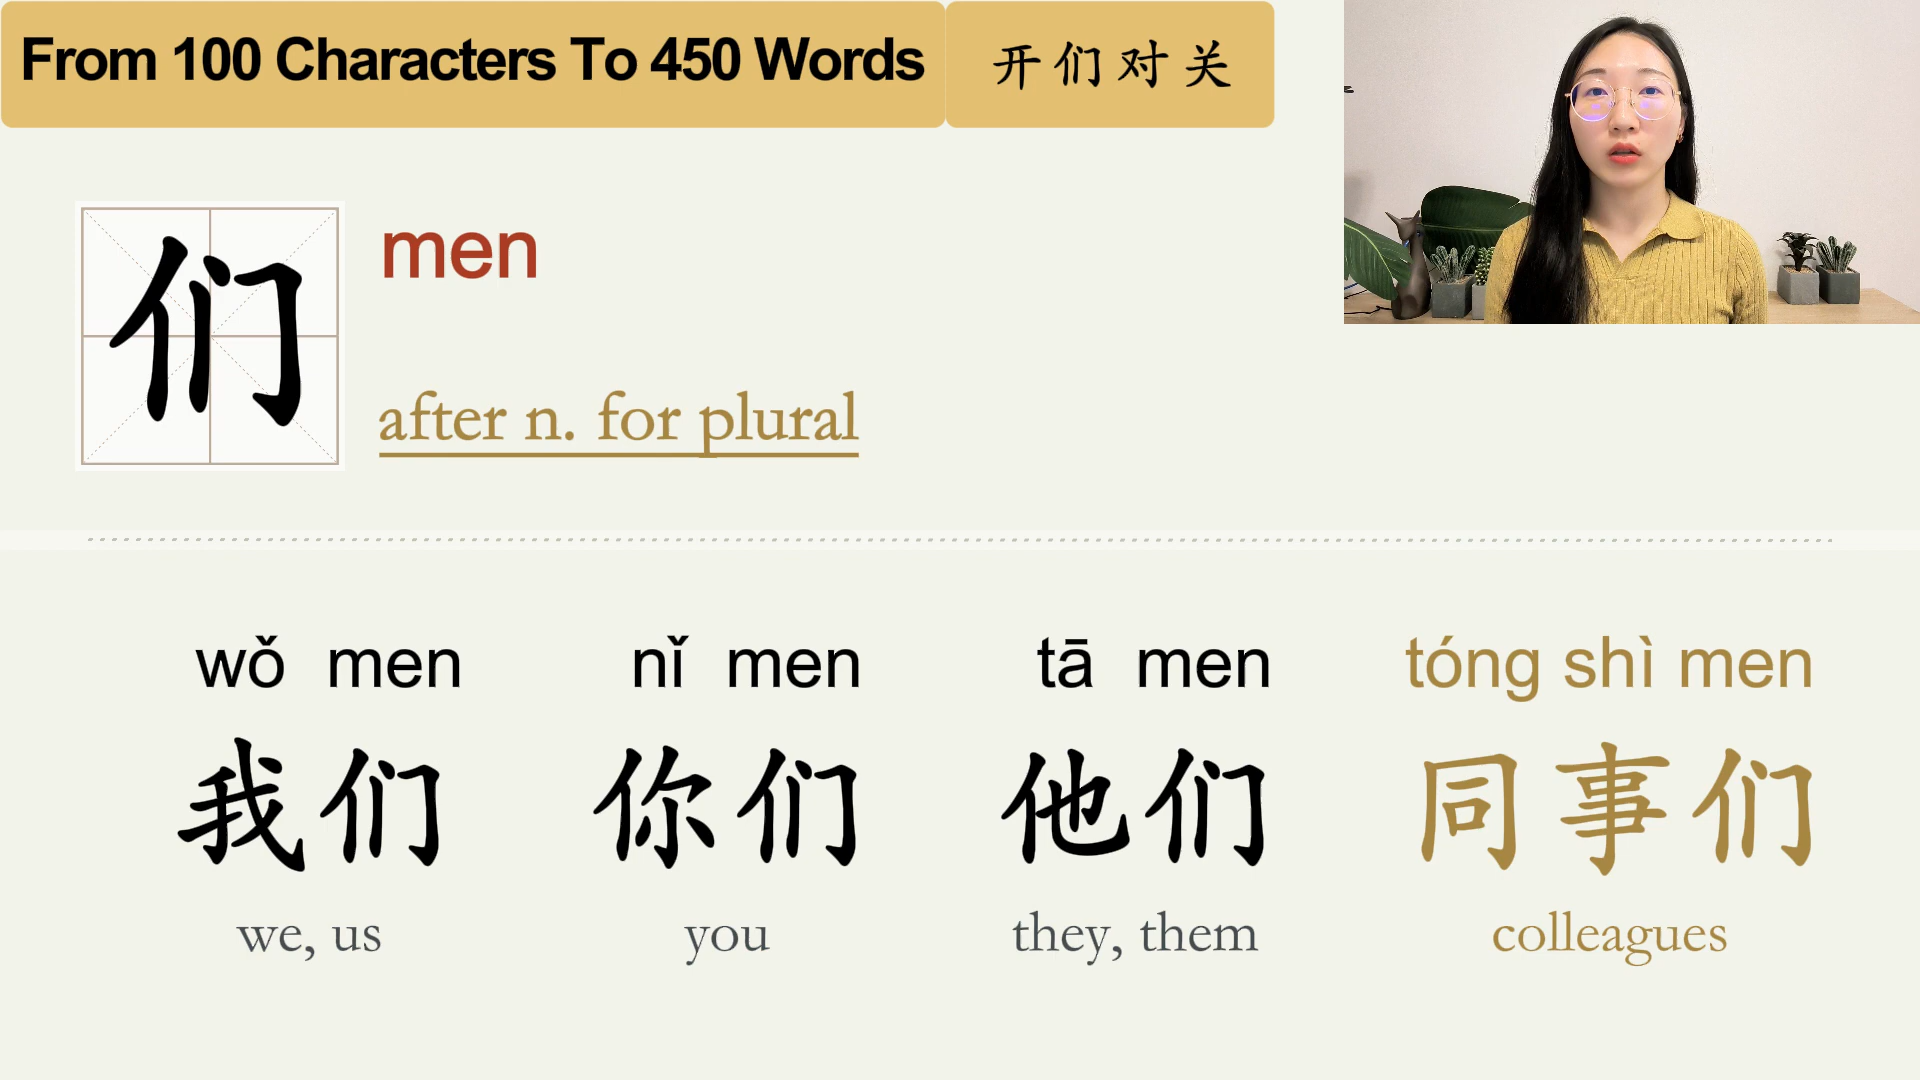 From 100 Characters To 450 Words
开们对关
们
men
after n. for plural
wǒ men
nǐ men
tā men
tóng shì men
我们
你们
他们
同事们
we, us
you
they, them
colleagues